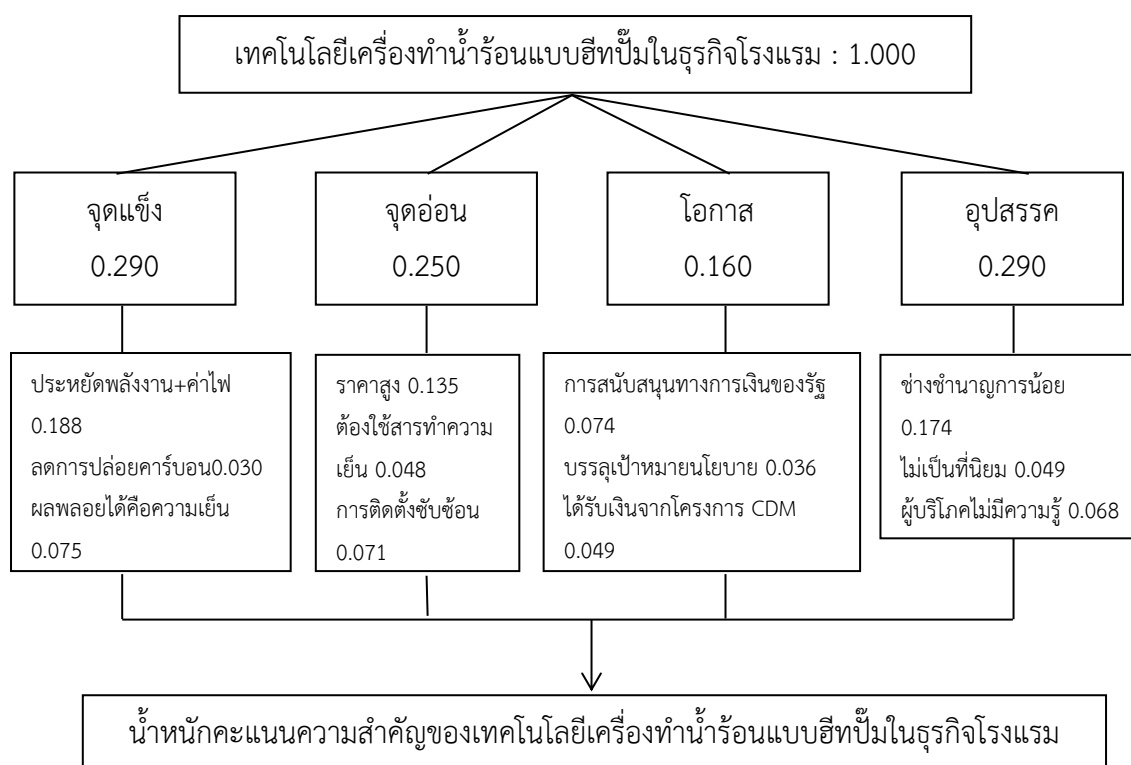 เทคโนโลยีเครื่องทำน้ำร้อนแบบฮีทปั๊มในธุรกิจโรงแรม : 1.000
จุดแข็ง
0.290
จุดอ่อน
0.250
โอกาส
0.160
อุปสรรค
0.290
ประหยัดพลังงาน+ค่าไฟ
0.188
ลดการปล่อยคาร์บอน0.030
ผลพลอยได้คือความเย็น
0.075
ราคาสูง 0.135
ต้องใช้สารทำความ
เย็น 0.048
การติดตั้งซับซ้อน
0.071
การสนับสนุนทางการเงินของรัฐ
0.074
บรรลุเป้าหมายนโยบาย 0.036
ได้รับเงินจากโครงการ CDM
0.049
ช่างชำนาญการน้อย
0.174
ไม่เป็นที่นิยม 0.049
ผู้บริโภคไม่มีความรู้ 0.068
น้ำหนักคะแนนความสำคัญของเทคโนโลยีเครื่องทำน้ำร้อนแบบฮีทปั๊มในธุรกิจโรงแรม